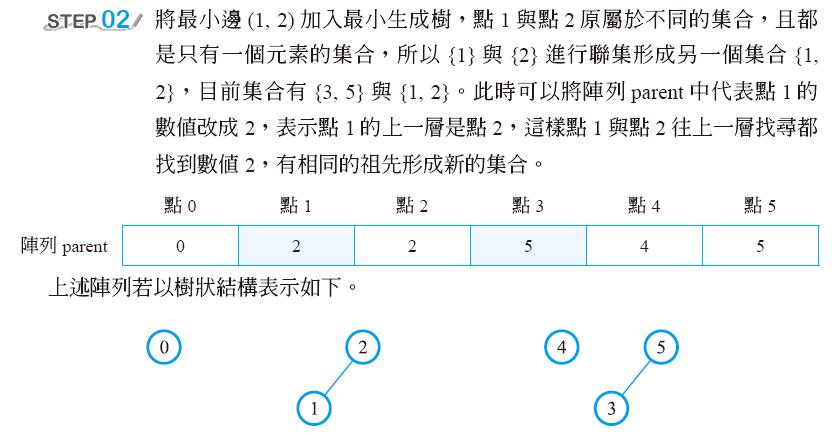 STEP 02 將最小邊 (1, 2) 加入最小生成樹，點 1 與點 2 原屬於不同的集合，且都
是只有一個元素的集合，所以 {1} 與 {2} 進行聯集形成另一個集合 {1,
2}，目前集合有 {3, 5} 與 {1, 2}。此時可以將陣列 parent 中代表點 1 的
數值改成 2，表示點 1 的上一層是點 2，這樣點 1 與點 2 往上一層找尋都
找到數值 2，有相同的祖先形成新的集合。
點 0 點 1 點 2 點 3 點 4 點 5
陣列 parent 0 2 2 5 4 5
上述陣列若以樹狀結構表示如下。
0 2 4 5
1 3